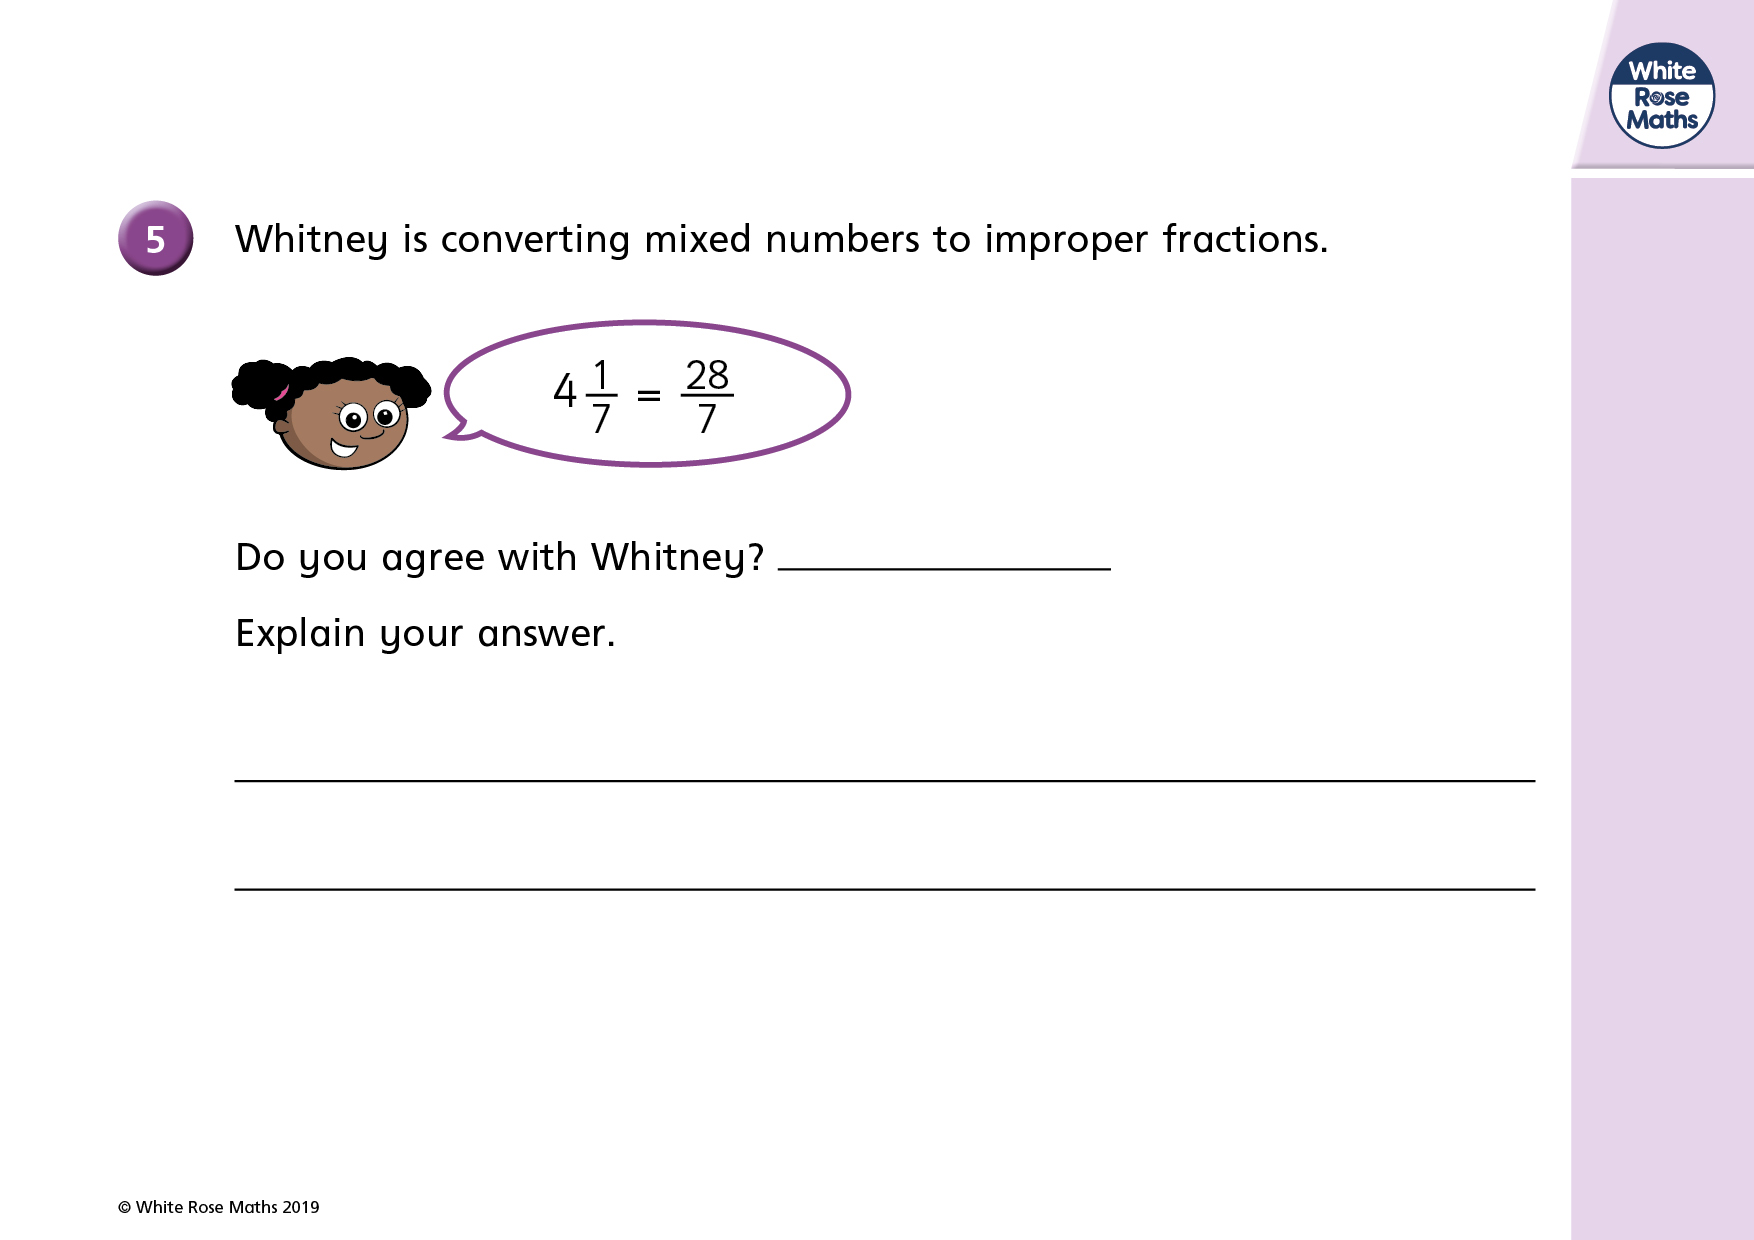 White
Rose
Maths
5 Whitney is converting mixed numbers to improper fractions.
4 1/7 = 28/7
Do you agree with Whitney?
Explain your answer.
© White Rose Maths 2019